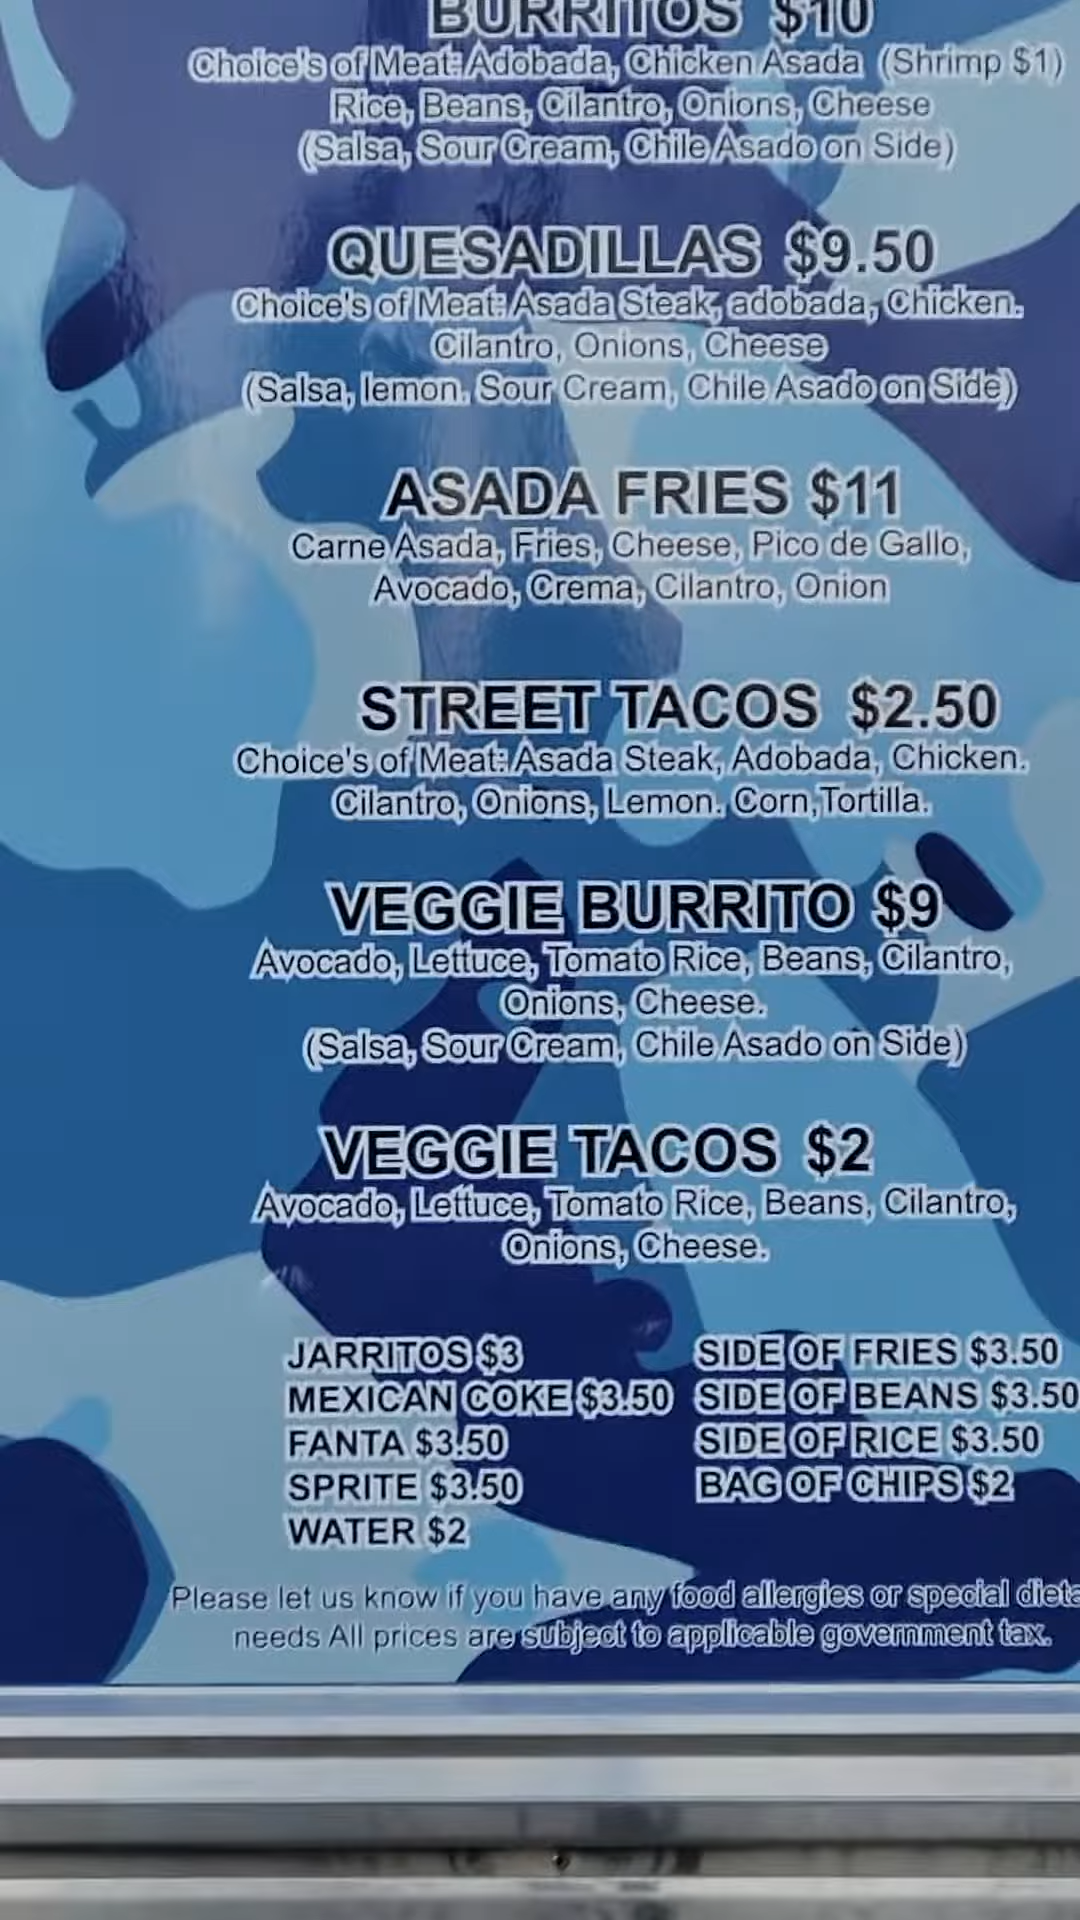 BURRITOS $10
Choice's of Meat: Adobada, Chicken Asada (Shrimp $1)
Rice, Beans, Cilantro, Onions, Cheese
(Salsa, Sour Cream, Chile Asado on Side)
QUESADILLAS $9.50
Choice's of Meat: Asada Steak, adobada, Chicken.
Cilantro, Onions, Cheese
(Salsa, lemon. Sour Cream, Chile Asado on Side)
ASADA FRIES $11
Carne Asada, Fries, Cheese, Pico de Gallo,
Avocado, Crema, Cilantro, Onion
STREET TACOS $2.50
Choice's of Meat: Asada Steak, Adobada, Chicken.
Cilantro, Onions, Lemon. Corn,Tortilla.
VEGGIE BURRITO $9
Avocado, Lettuce, Tomato Rice, Beans, Cilantro,
Onions, Cheese.
(Salsa, Sour Cream, Chile Asado on Side)
VEGGIE TACOS $2
Avocado, Lettuce, Tomato Rice, Beans, Cilantro,
Onions, Cheese.
JARRITOS $3
MEXICAN COKE $3.50
FANTA $3.50
SPRITE $3.50
WATER $2
SIDE OF FRIES $3.50
SIDE OF BEANS $3.50
SIDE OF RICE $3.50
BAG OF CHIPS $2
Please let us know if you have any food allergies or special dieta
needs All prices are subject to applicable government tax.